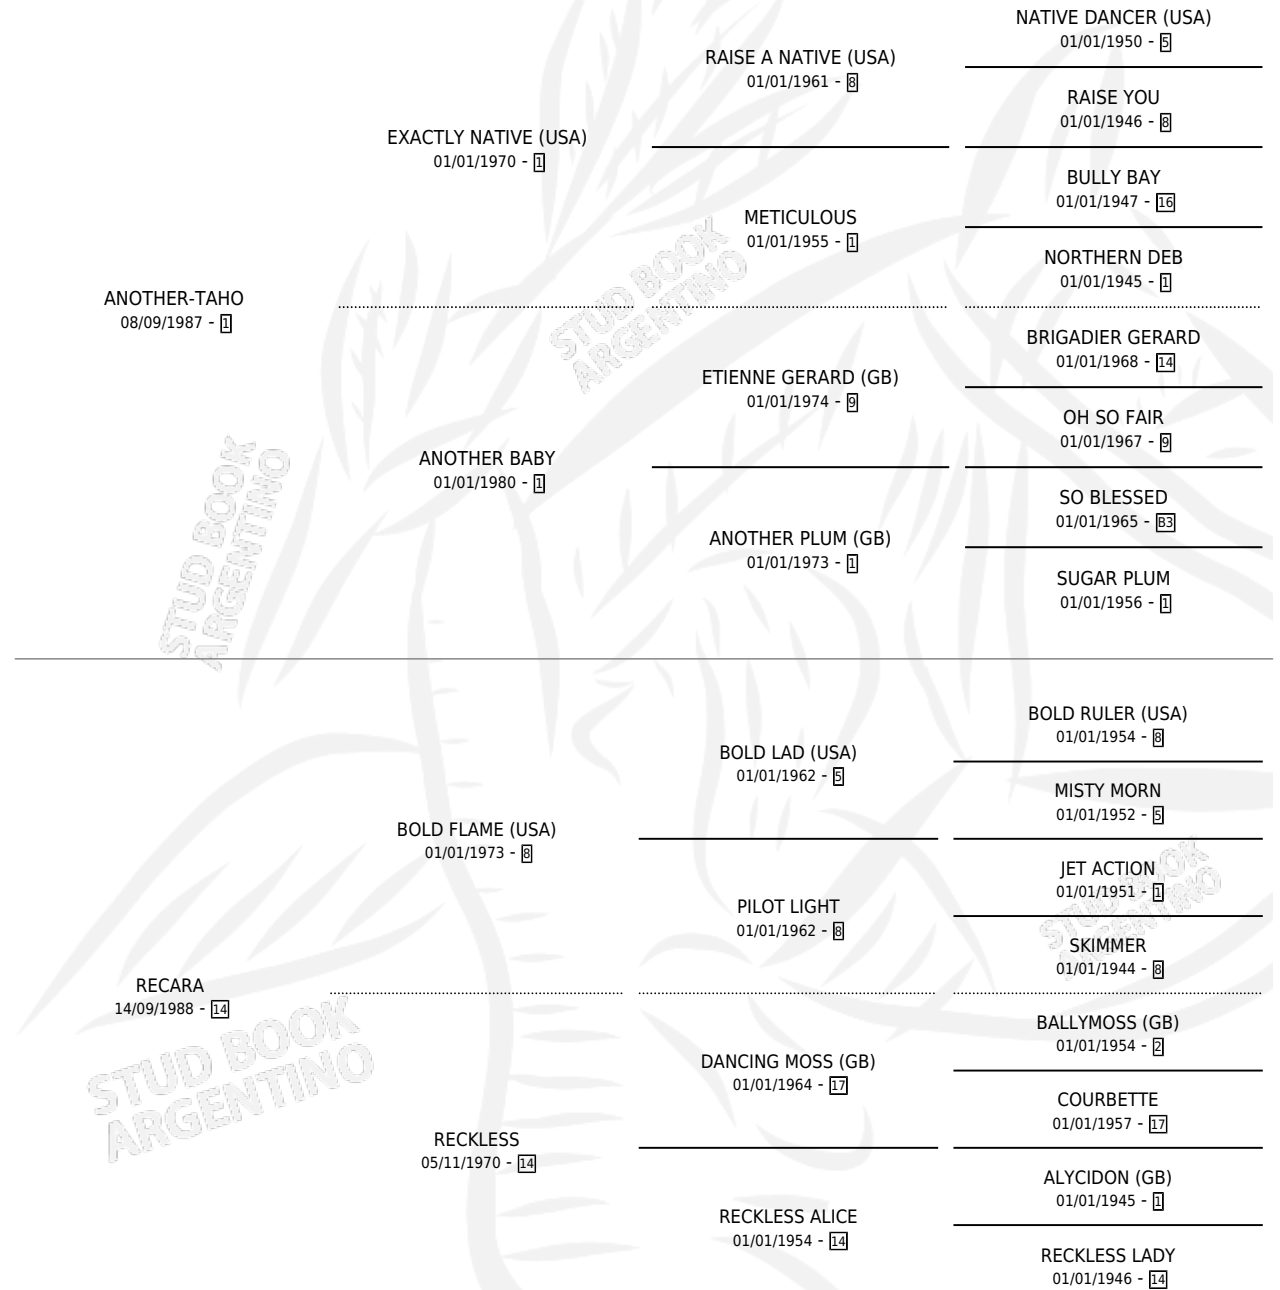 NATIVE DANCER (USA)
01/01/1950 - 5
RAISE A NATIVE (USA)
01/01/1961 - 8
RAISE YOU
01/01/1946 - 8
EXACTLY NATIVE (USA)
01/01/1970 - 1
BULLY BAY
01/01/1947 - 16
METICULOUS
01/01/1955 - 1
NORTHERN DEB
01/01/1945 - 1
ANOTHER-TAHO
08/09/1987 - 1
BRIGADIER GERARD
01/01/1968 - 14
ETIENNE GERARD (GB)
01/01/1974 - 9
OH SO FAIR
01/01/1967 - 9
ANOTHER BABY
01/01/1980 - 1
SO BLESSED
01/01/1965 - B3
ANOTHER PLUM (GB)
01/01/1973 - 1
SUGAR PLUM
01/01/1956 - 1
STUD BOOK
ARGENTINO
STUD BOOK
ARGENTINO
BOLD RULER (USA)
01/01/1954 - 8
BOLD LAD (USA)
01/01/1962 - 5
MISTY MORN
01/01/1952 - 5
BOLD FLAME (USA)
01/01/1973 - 8
JET ACTION
01/01/1951 - 1
PILOT LIGHT
01/01/1962 - 8
SKIMMER
01/01/1944 - 8
STUD BOOK
ARGENTINO
RECARA
14/09/1988 - 14
BALLYMOSS (GB)
01/01/1954 - 2
DANCING MOSS (GB)
01/01/1964 - 17
COURBETTE
01/01/1957 - 17
RECKLESS
05/11/1970 - 14
ALYCIDON (GB)
01/01/1945 - 1
RECKLESS ALICE
01/01/1954 - 14
RECKLESS LADY
01/01/1946 - 14
STUD BOOK
ARGENTINO